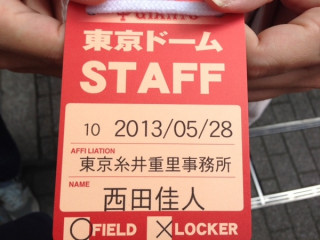 GIANTS
東京ドーム
STAFF
10 2013/05/28
AFFILIATION
東京糸井重里事務所
NAME
西田佳人
○FIELD ×LOCKER